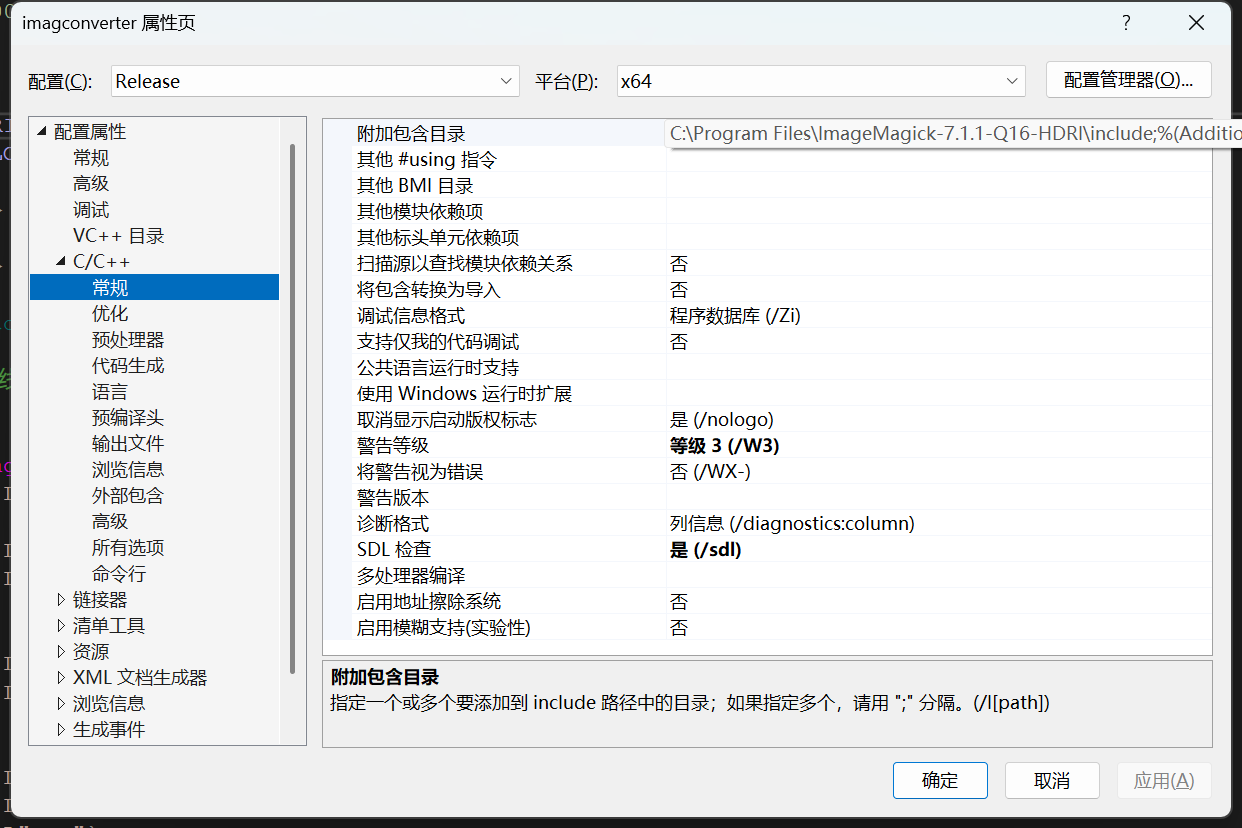 imagconverter 属性页
?
配置(C):
Release
平台(P):
x64
配置管理器(O)...
配置属性
常规
高级
调试
VC++ 目录
C/C++
常规
优化
预处理器
代码生成
语言
预编译头
输出文件
浏览信息
外部包含
高级
所有选项
命令行
链接器
清单工具
资源
XML 文档生成器
浏览信息
生成事件
附加包含目录 C:\Program Files\ImageMagick-7.1.1-Q16-HDRI\include;%(Additio
其他 #using 指令
其他 BMI 目录
其他模块依赖项
其他标头单元依赖项
扫描源以查找模块依赖关系 否
将包含转换为导入 否
调试信息格式 程序数据库 (/Zi)
支持仅我的代码调试 否
公共语言运行时支持
使用 Windows 运行时扩展
取消显示启动版权标志 是 (/nologo)
警告等级 等级 3 (/W3)
将警告视为错误 否 (/WX-)
警告版本
诊断格式 列信息 (/diagnostics:column)
SDL 检查 是 (/sdl)
多处理器编译
启用地址擦除系统 否
启用模糊支持(实验性) 否
附加包含目录
指定一个或多个要添加到 include 路径中的目录；如果指定多个，请用 ";" 分隔。(/I[path])
确定
取消
应用(A)